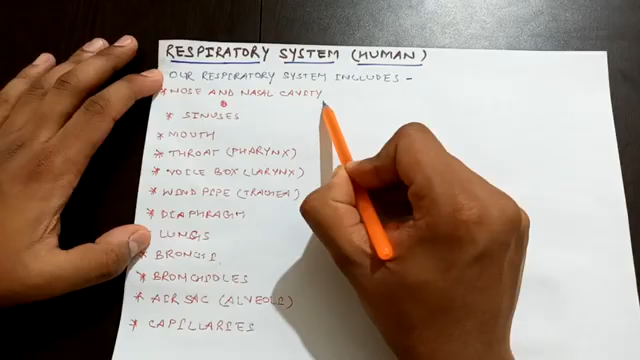 RESPIRATORY SYSTEM (HUMAN)
OUR RESPIRATORY SYSTEM INCLUDES -
* NOSE AND NASAL CAVITY
* SINUSES
* MOUTH
* THROAT (PHARYNX)
* VOICE BOX (LARYNX)
* WIND PIPE (TRACHEA)
* DIAPHRAGM
LUNGS
* BRONCHI
* BRONCHIOLES
* AIR SAC (ALVEOLI)
* CAPILLARIES